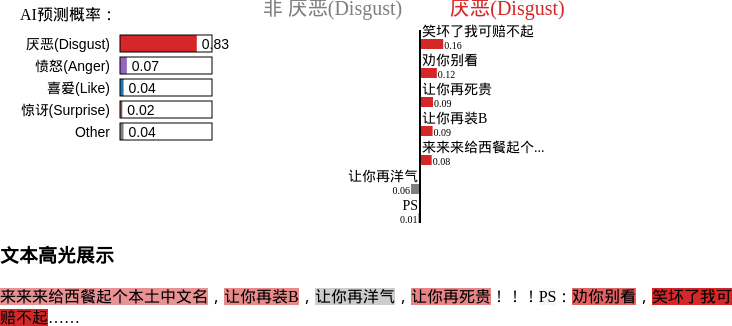 AI预测概率：
厌恶(Disgust) 0.83
愤怒(Anger) 0.07
喜爱(Like) 0.04
惊讶(Surprise) 0.02
Other 0.04
非 厌恶(Disgust) 厌恶(Disgust)
笑坏了我可赔不起
0.16
劝你别看
0.12
让你再死贵
0.09
让你再装B
0.09
来来来给西餐起个...
0.08
让你再洋气
0.06
PS
0.01
文本高光展示
来来来给西餐起个本土中文名，让你再装B，让你再洋气，让你再死贵！！！PS：劝你别看，笑坏了我可
赔不起……